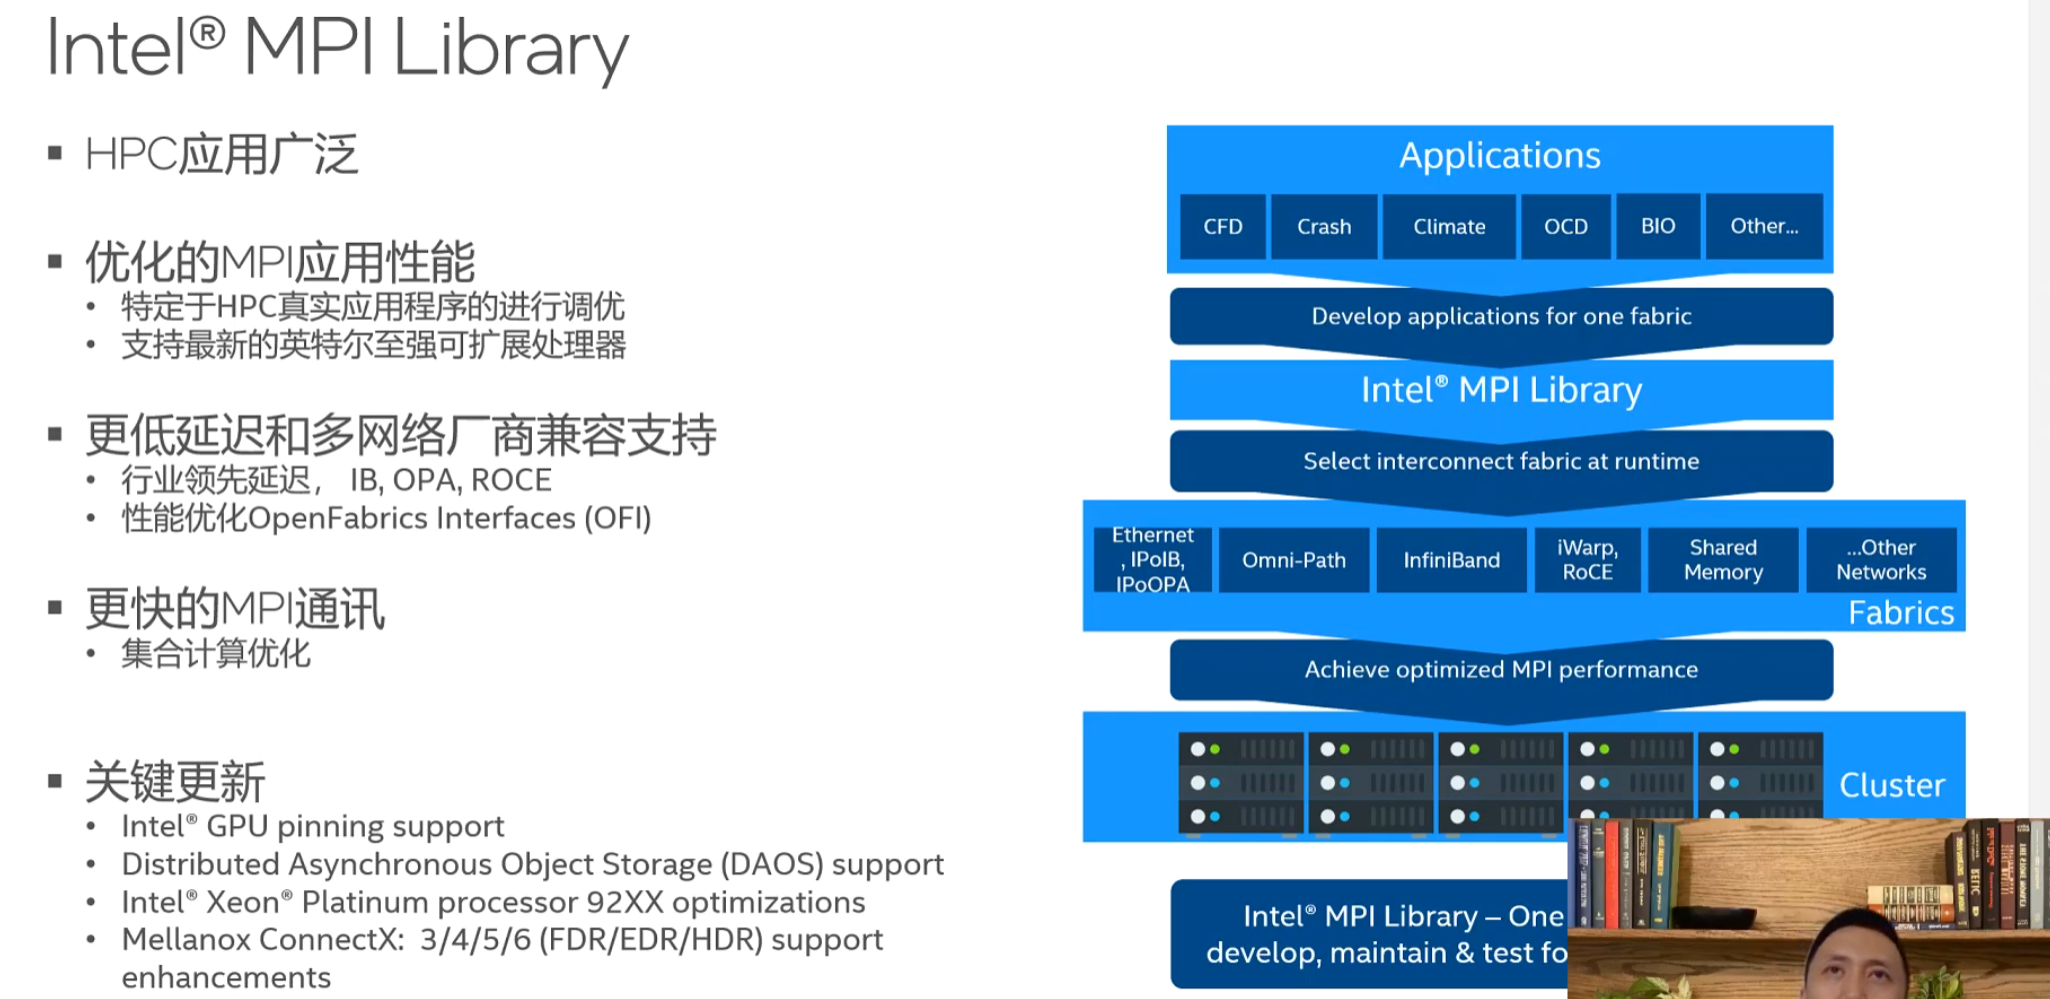 Intel® MPI Library
▪ HPC应用广泛
▪ 优化的MPI应用性能
• 特定于HPC真实应用程序的进行调优
• 支持最新的英特尔至强可扩展处理器
▪ 更低延迟和多网络厂商兼容支持
• 行业领先延迟， IB, OPA, ROCE
• 性能优化OpenFabrics Interfaces (OFI)
▪ 更快的MPI通讯
• 集合计算优化
▪ 关键更新
• Intel® GPU pinning support
• Distributed Asynchronous Object Storage (DAOS) support
• Intel® Xeon® Platinum processor 92XX optimizations
• Mellanox ConnectX: 3/4/5/6 (FDR/EDR/HDR) support
enhancements
Applications
CFD Crash Climate OCD BIO Other...
Develop applications for one fabric
Intel® MPI Library
Select interconnect fabric at runtime
Ethernet
, IPoIB,
IPoOPA
Omni-Path
InfiniBand
iWarp,
RoCE
Shared
Memory
...Other
Networks
Fabrics
Achieve optimized MPI performance
Cluster
Intel® MPI Library – One
develop, maintain & test fo